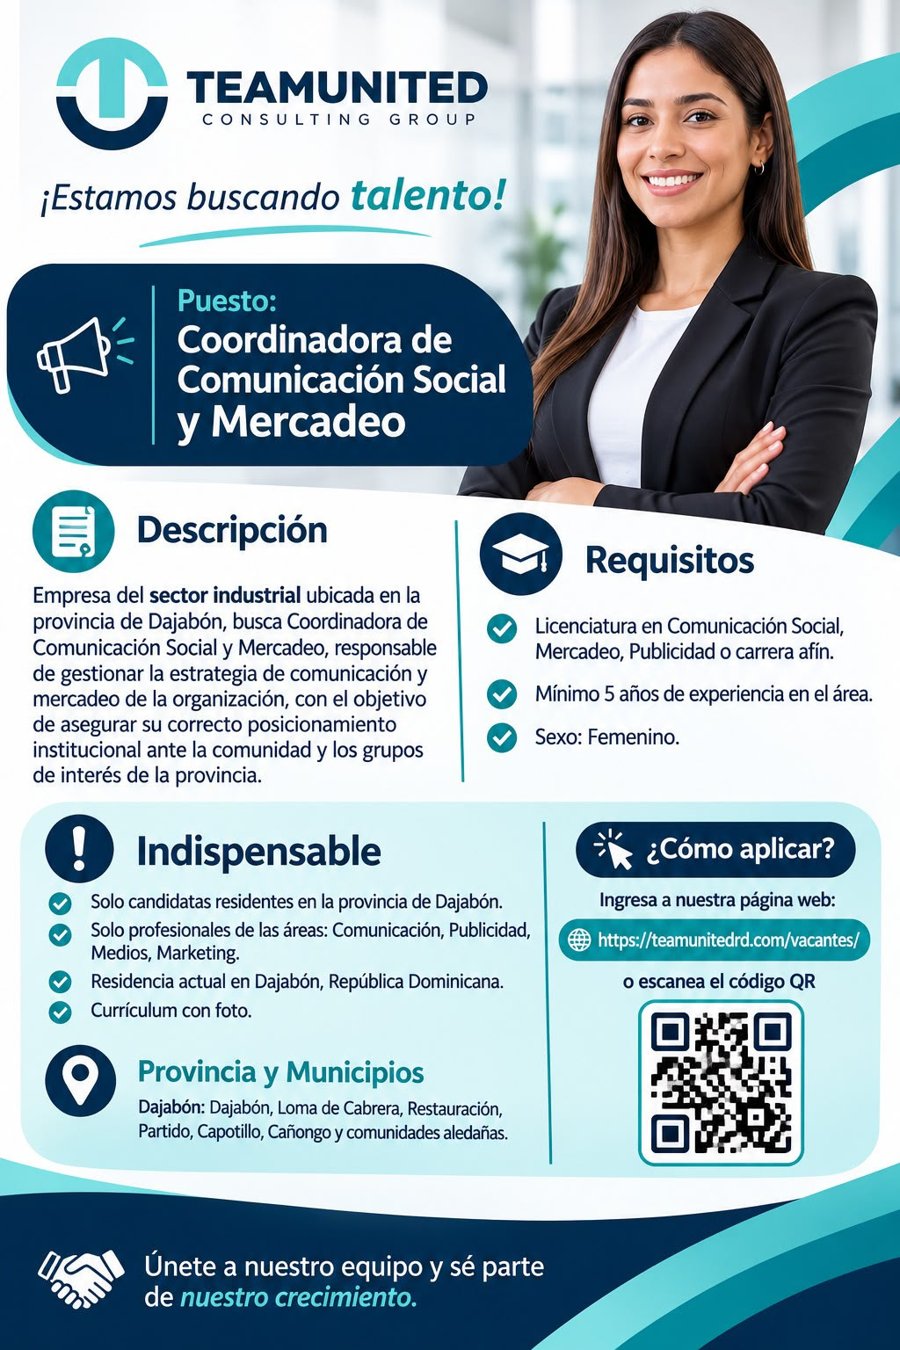 TEAMUNITED
CONSULTING GROUP
¡Estamos buscando talento!
Puesto:
Coordinadora de
Comunicación Social
y Mercadeo
Descripción
Empresa del sector industrial ubicada en la
provincia de Dajabón, busca Coordinadora de
Comunicación Social y Mercadeo, responsable
de gestionar la estrategia de comunicación y
mercadeo de la organización, con el objetivo
de asegurar su correcto posicionamiento
institucional ante la comunidad y los grupos
de interés de la provincia.
Requisitos
Licenciatura en Comunicación Social,
Mercadeo, Publicidad o carrera afín.
Mínimo 5 años de experiencia en el área.
Sexo: Femenino.
Indispensable
Solo candidatas residentes en la provincia de Dajabón.
Solo profesionales de las áreas: Comunicación, Publicidad,
Medios, Marketing.
Residencia actual en Dajabón, República Dominicana.
Currículum con foto.
Provincia y Municipios
Dajabón: Dajabón, Loma de Cabrera, Restauración,
Partido, Capotillo, Cañongo y comunidades aledañas.
¿Cómo aplicar?
Ingresa a nuestra página web:
https://teamunitedrd.com/vacantes/
o escanea el código QR
Únete a nuestro equipo y sé parte
de nuestro crecimiento.